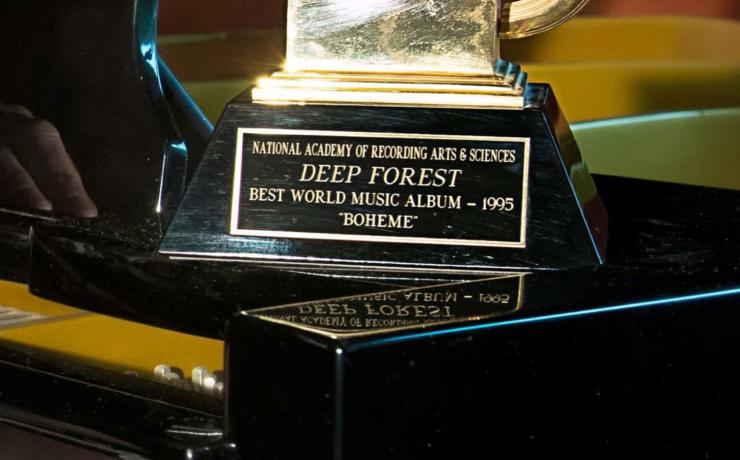 NATIONAL ACADEMY OF RECORDING ARTS & SCIENCES
DEEP FOREST
BEST WORLD MUSIC ALBUM – 1995
"BOHEME"